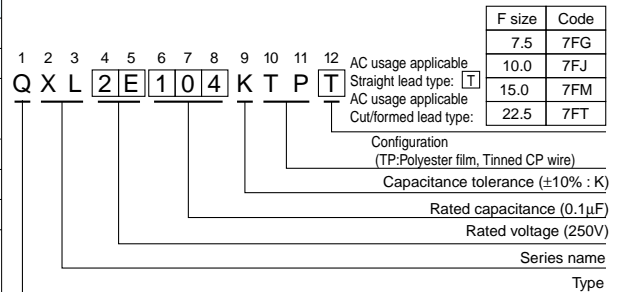 F size Code
7.5 7FG
10.0 7FJ
15.0 7FM
22.5 7FT
1 2 3 4 5 6 7 8 9 10 11 12
Q X L 2 E 1 0 4 K T P T
AC usage applicable
Straight lead type: T
AC usage applicable
Cut/formed lead type:
Configuration
(TP:Polyester film, Tinned CP wire)
Capacitance tolerance (±10% : K)
Rated capacitance (0.1μF)
Rated voltage (250V)
Series name
Type